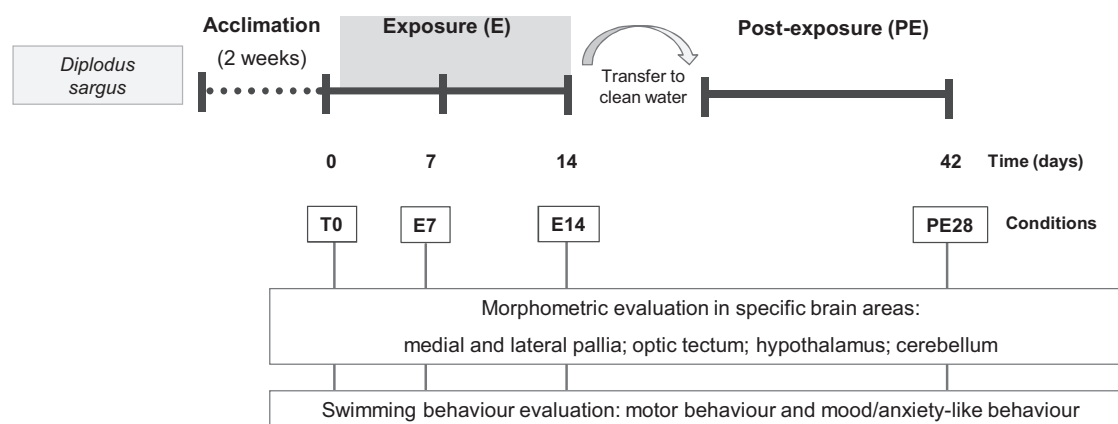 Acclimation
(2 weeks)
Exposure (E)
Post-exposure (PE)
Diplodus
sargus
Transfer to
clean water
0 7 14 42 Time (days)
T0 E7 E14 PE28 Conditions
Morphometric evaluation in specific brain areas:
medial and lateral pallia; optic tectum; hypothalamus; cerebellum
Swimming behaviour evaluation: motor behaviour and mood/anxiety-like behaviour